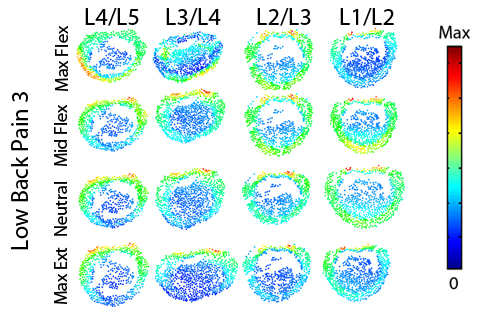 L4/L5 L3/L4 L2/L3 L1/L2
Max
Max Flex
Mid Flex
Neutral
Max Ext
Low Back Pain 3
0